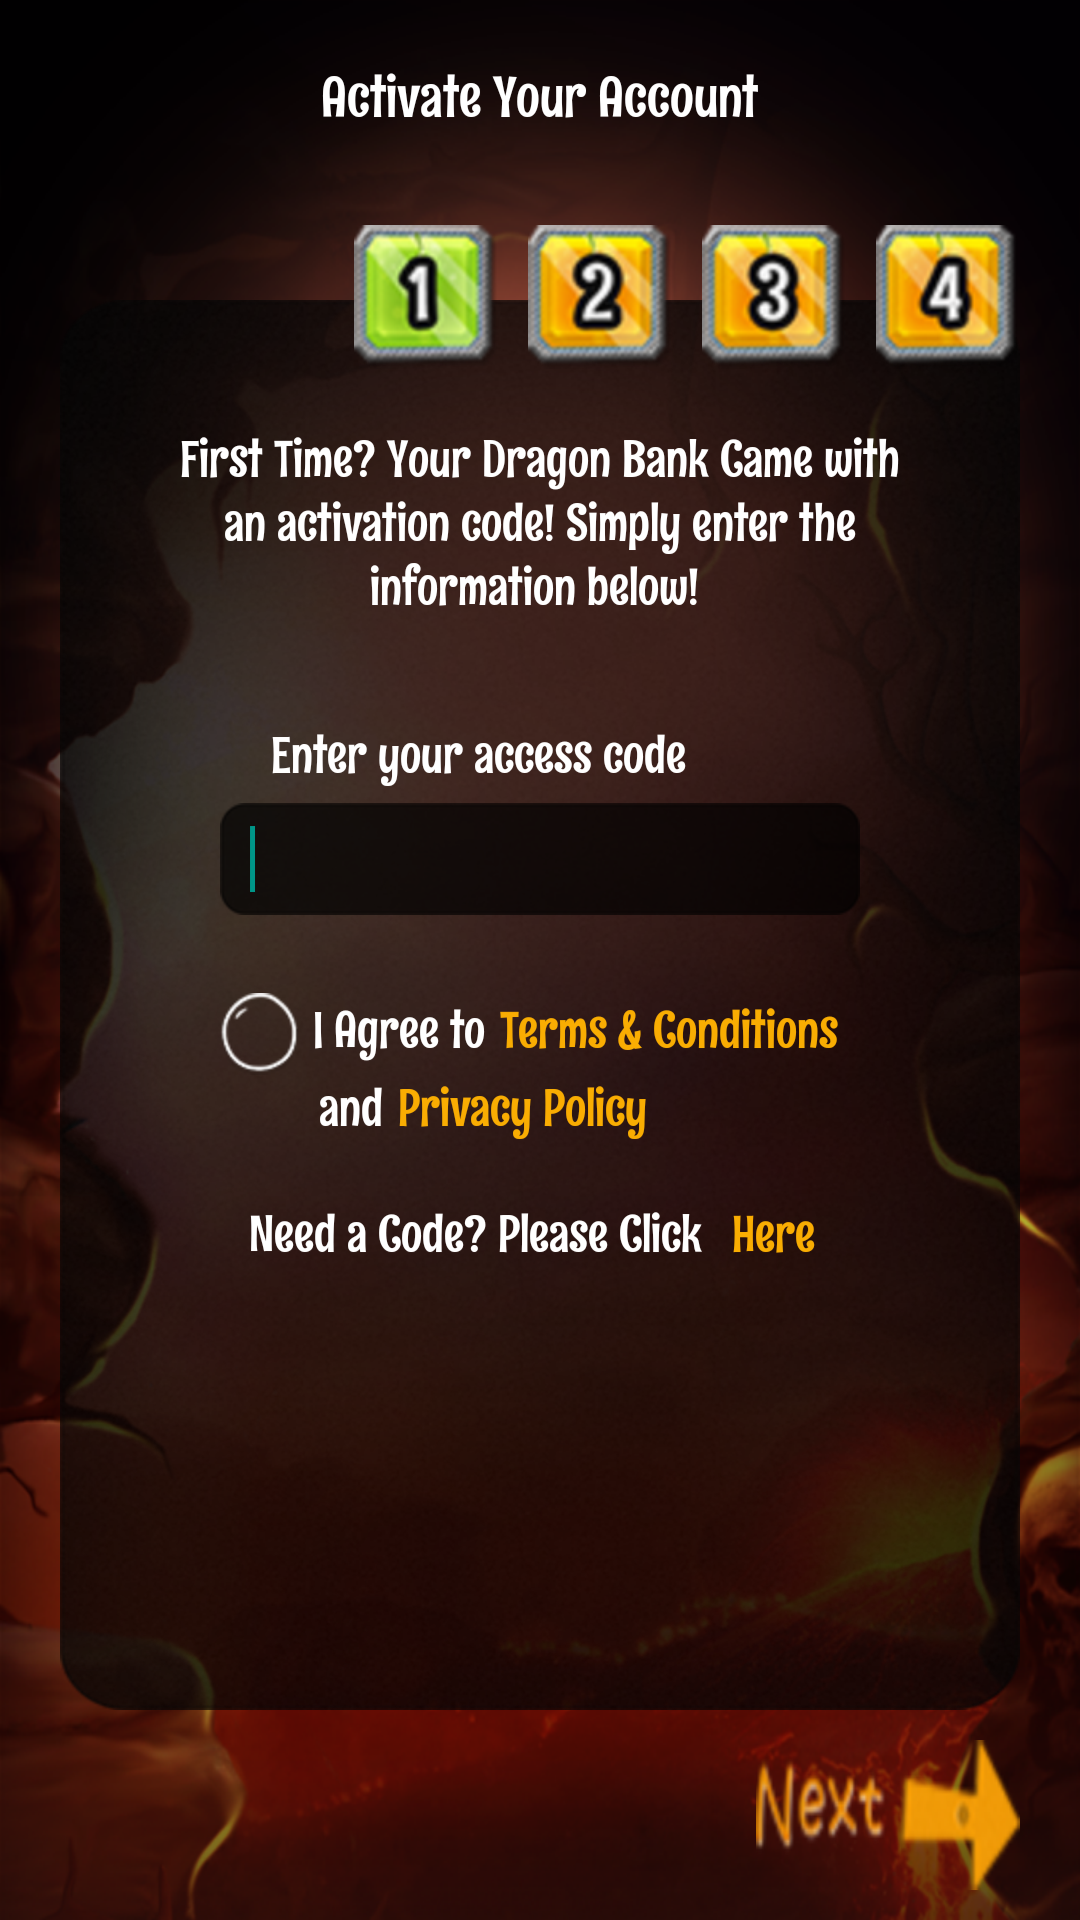 Activate Your Account
1 2 3 4
First Time? Your Dragon Bank Game with
an activation code! Simply enter the
information below!
Enter your access code
I Agree to Terms & Conditions
and Privacy Policy
Need a Code? Please Click Here
Next